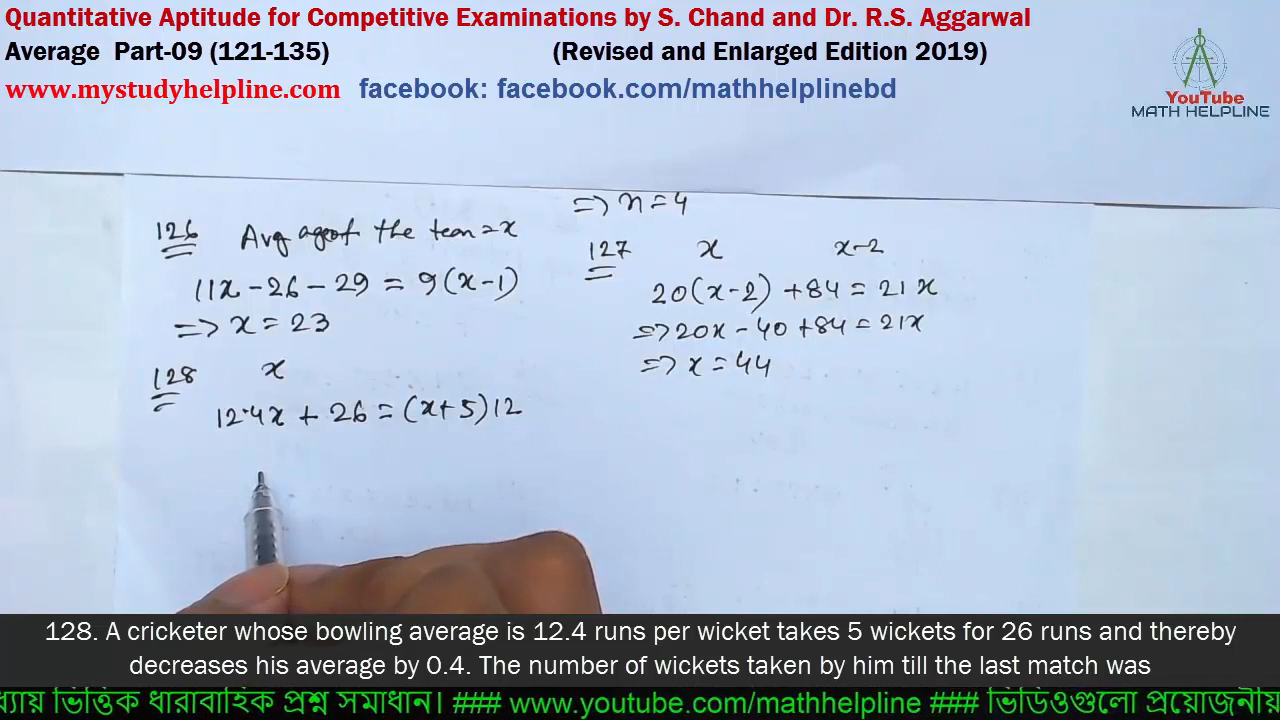 Quantitative Aptitude for Competitive Examinations by S. Chand and Dr. R.S. Aggarwal
Average Part-09 (121-135) (Revised and Enlarged Edition 2019)
www.mystudyhelpline.com facebook: facebook.com/mathhelplinebd
YouTube
MATH HELPLINE
126 Avg age of the team = x
11x - 26 - 29 = 9(x-1)
=> x = 23
128 x
12.4x + 26 = (x+5)12
=> n = 4
127 x x-2
20(x-2) + 84 = 21x
=> 20x - 40 + 84 = 21x
=> x = 44
128. A cricketer whose bowling average is 12.4 runs per wicket takes 5 wickets for 26 runs and thereby
decreases his average by 0.4. The number of wickets taken by him till the last match was
ধ্যায় ভিত্তিক ধারাবাহিক প্রশ্ন সমাধান। ### www.youtube.com/mathhelpline ### ভিডিওগুলো প্রয়োজনীয়